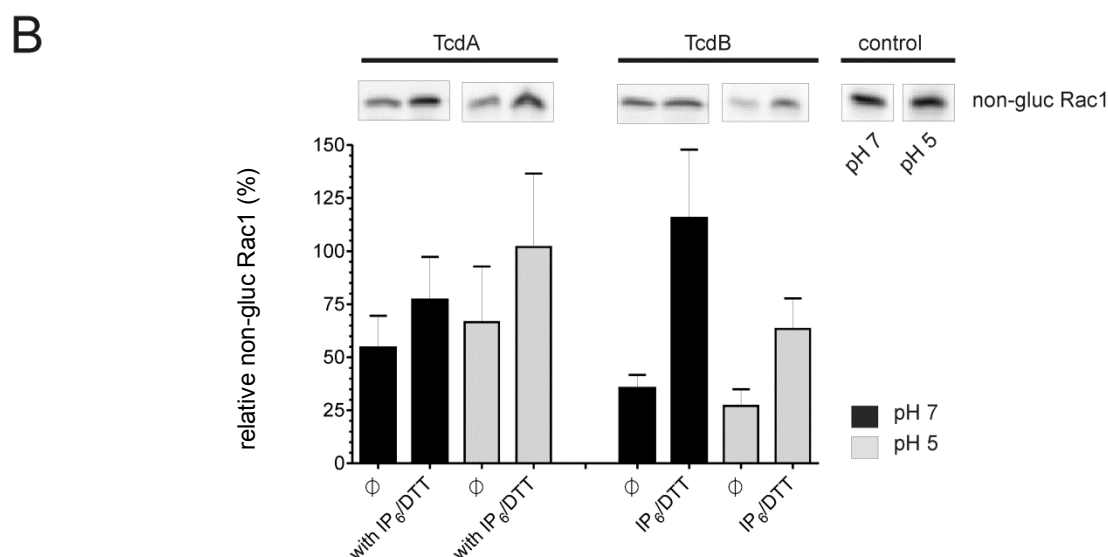 B
TcdA TcdB control
non-gluc Rac1
pH 7 pH 5
relative non-gluc Rac1 (%)
150
125
100
75
50
25
0
pH 7
pH 5
ϕ with IP6/DTT ϕ with IP6/DTT ϕ IP6/DTT ϕ IP6/DTT